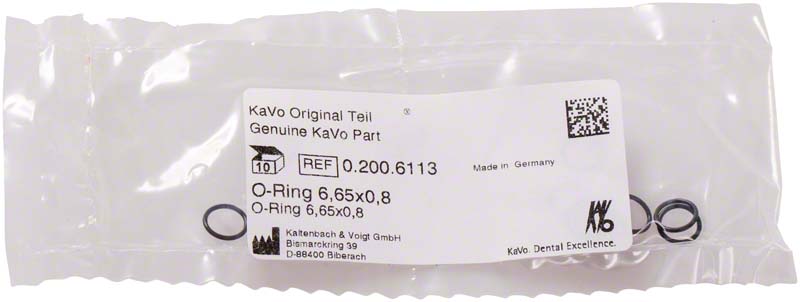 KaVo Original Teil ®
Genuine KaVo Part
10 REF 0.200.6113 Made in Germany
O-Ring 6,65x0,8
O-Ring 6,65x0,8
Kaltenbach & Voigt GmbH
Bismarckring 39
D-88400 Biberach
KAVO
KaVo. Dental Excellence.